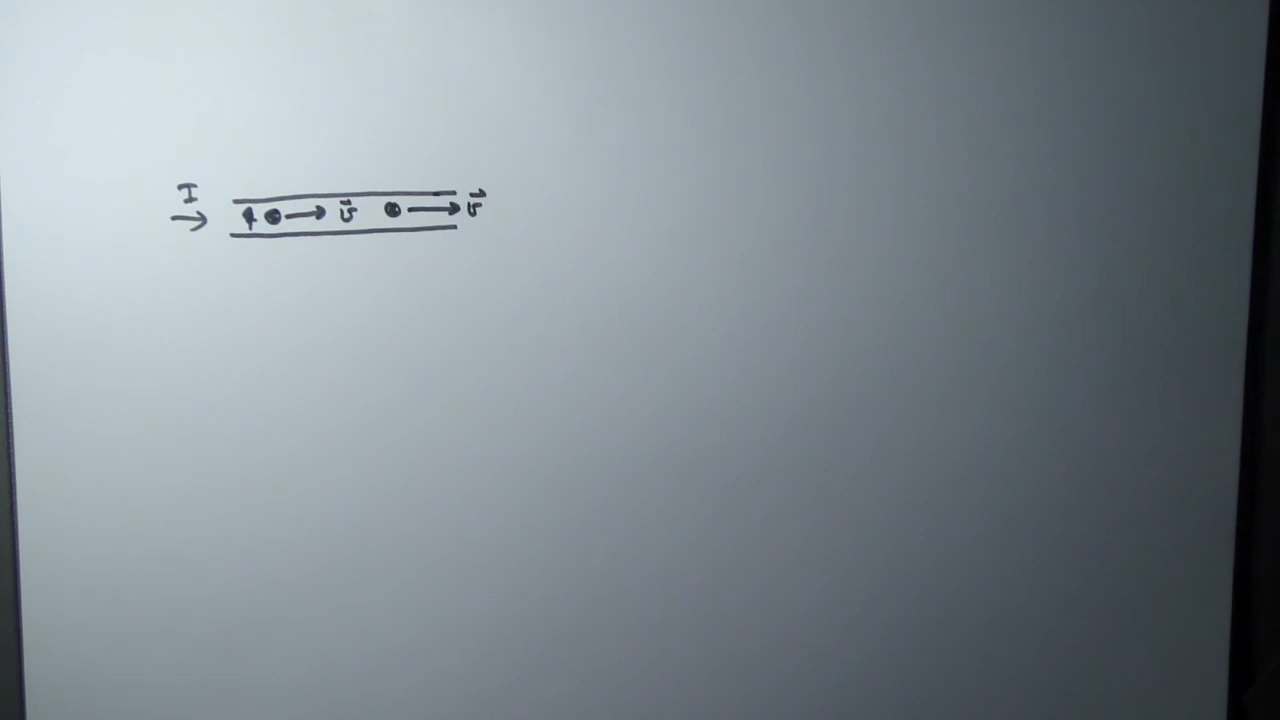 I
+ v⃗ v⃗